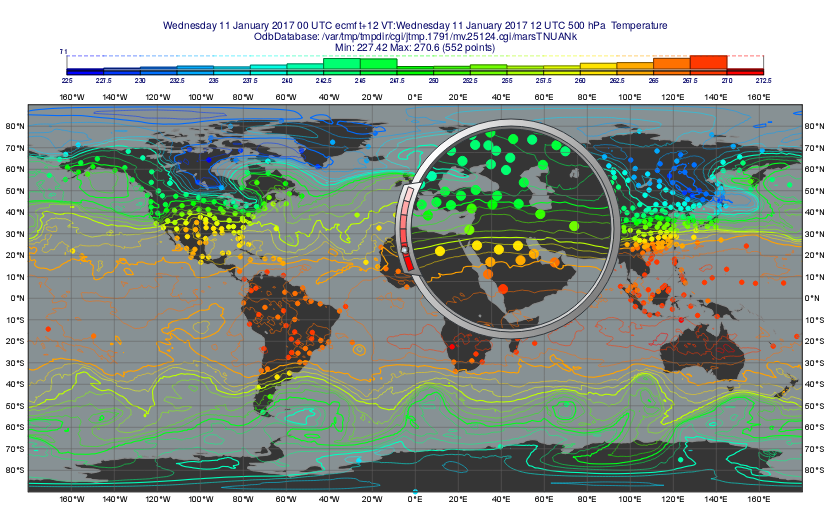 Wednesday 11 January 2017 00 UTC ecmf t+12 VT:Wednesday 11 January 2017 12 UTC 500 hPa Temperature
OdbDatabase: /var/tmp/tmpdir/cgi/jtmp.1791/mv.25124.cgi/marsTNUANk
Min: 227.42 Max: 270.6 (552 points)
T1
225 227.5 230 232.5 235 237.5 240 242.5 245 247.5 250 252.5 255 257.5 260 262.5 265 267.5 270 272.5
160°W 140°W 120°W 100°W 80°W 60°W 40°W 20°W 0°E 20°E 40°E 60°E 80°E 100°E 120°E 140°E 160°E
80°N 80°N
70°N 70°N
60°N 60°N
50°N 50°N
40°N 40°N
30°N 30°N
20°N 20°N
10°N 10°N
0°N 0°N
10°S 10°S
20°S 20°S
30°S 30°S
40°S 40°S
50°S 50°S
60°S 60°S
70°S 70°S
80°S 80°S
160°W 140°W 120°W 100°W 80°W 60°W 40°W 20°W 0°E 20°E 40°E 60°E 80°E 100°E 120°E 140°E 160°E